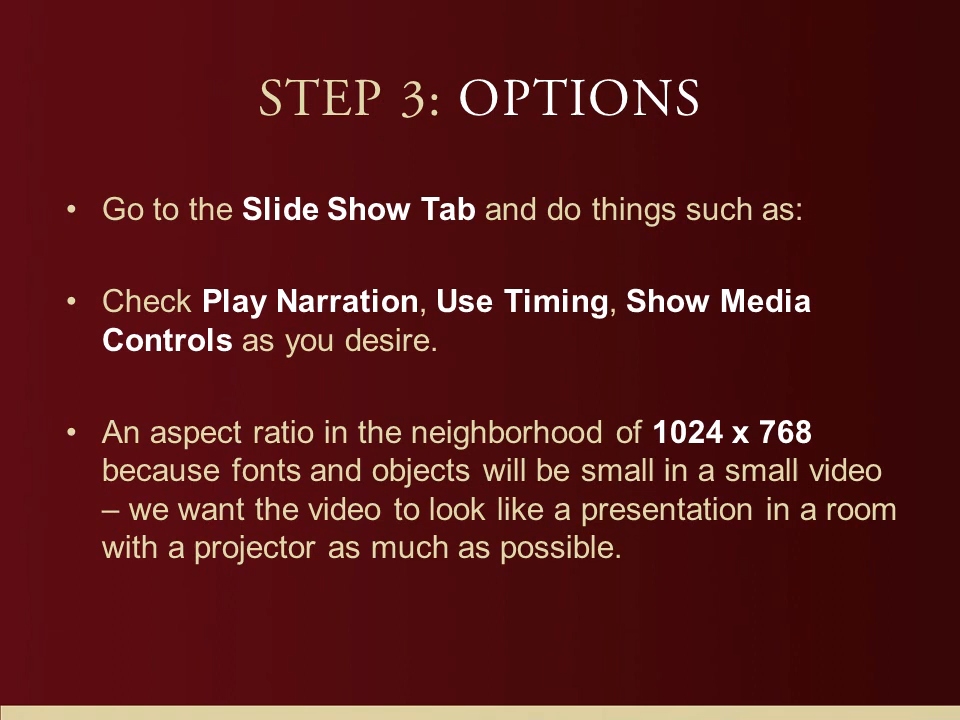 STEP 3: OPTIONS
• Go to the Slide Show Tab and do things such as:
• Check Play Narration, Use Timing, Show Media
Controls as you desire.
• An aspect ratio in the neighborhood of 1024 x 768
because fonts and objects will be small in a small video
– we want the video to look like a presentation in a room
with a projector as much as possible.